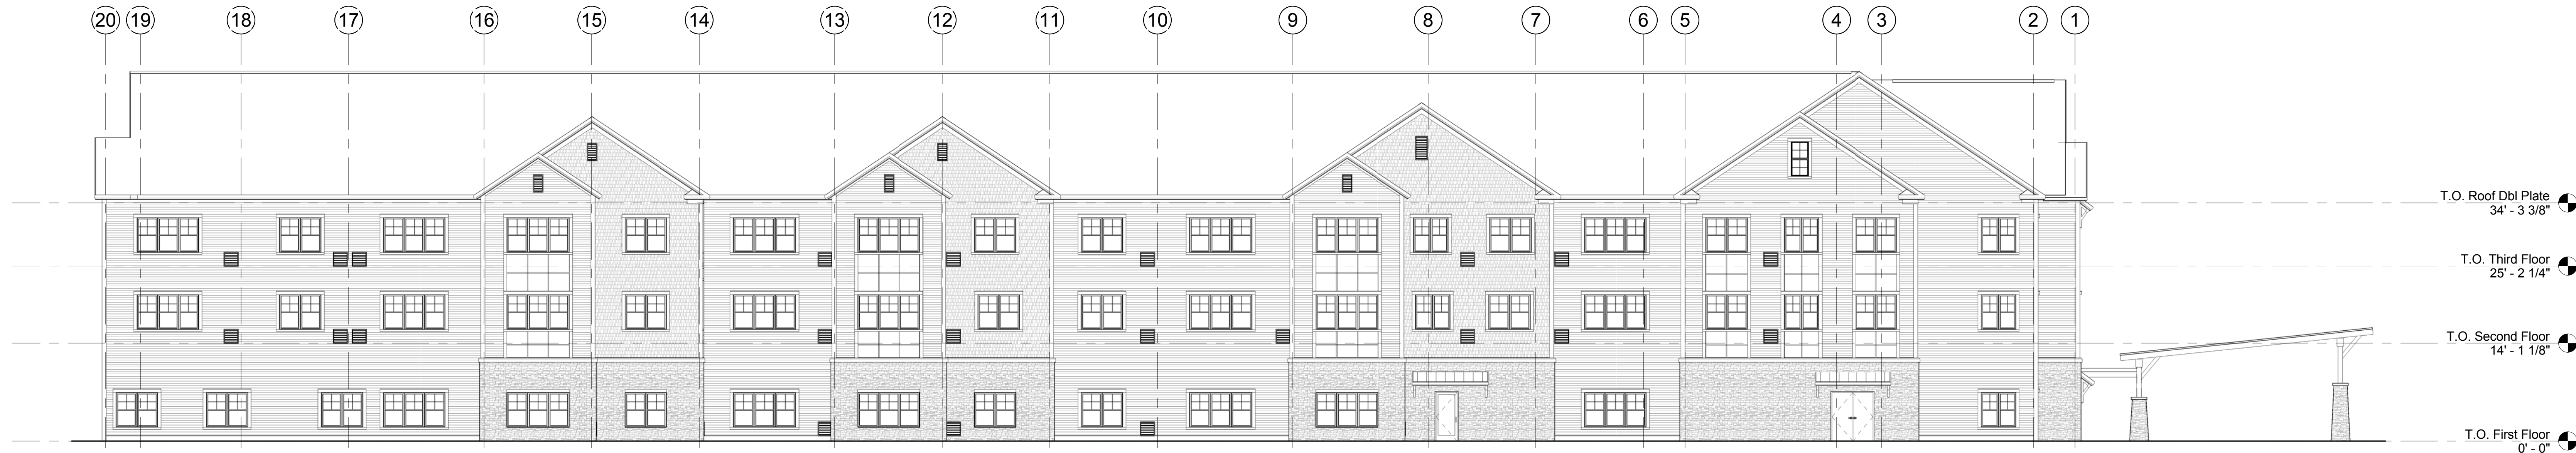 20 19 18 17 16 15 14 13 12 11 10 9 8 7 6 5 4 3 2 1
T.O. Roof Dbl Plate
34' - 3 3/8"
T.O. Third Floor
25' - 2 1/4"
T.O. Second Floor
14' - 1 1/8"
T.O. First Floor
0' - 0"